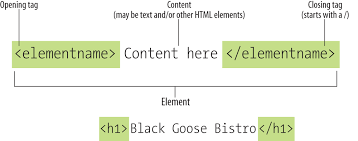 Opening tag
Content
(may be text and/or other HTML elements)
Closing tag
(starts with a /)
<elementname> Content here </elementname>
Element
<h1>Black Goose Bistro</h1>